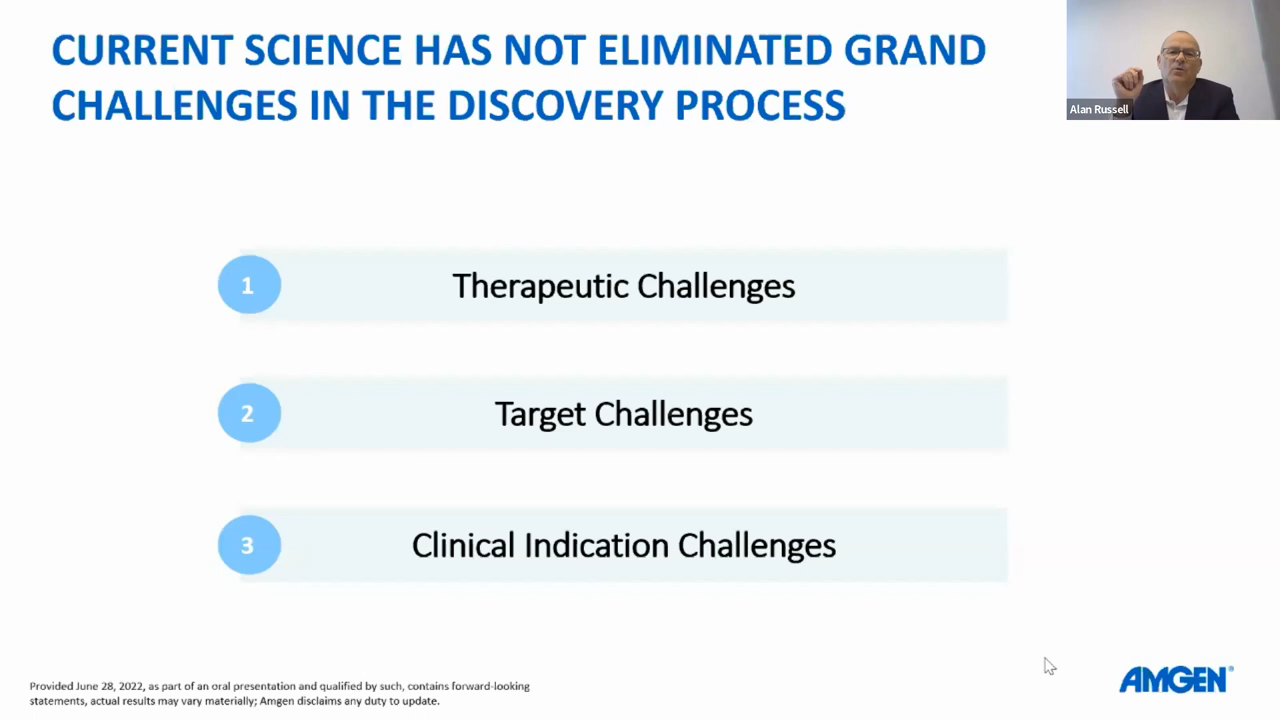 CURRENT SCIENCE HAS NOT ELIMINATED GRAND
CHALLENGES IN THE DISCOVERY PROCESS
Alan Russell
1
Therapeutic Challenges
2
Target Challenges
3
Clinical Indication Challenges
Provided June 28, 2022, as part of an oral presentation and qualified by such, contains forward-looking
statements, actual results may vary materially; Amgen disclaims any duty to update.
AMGEN®